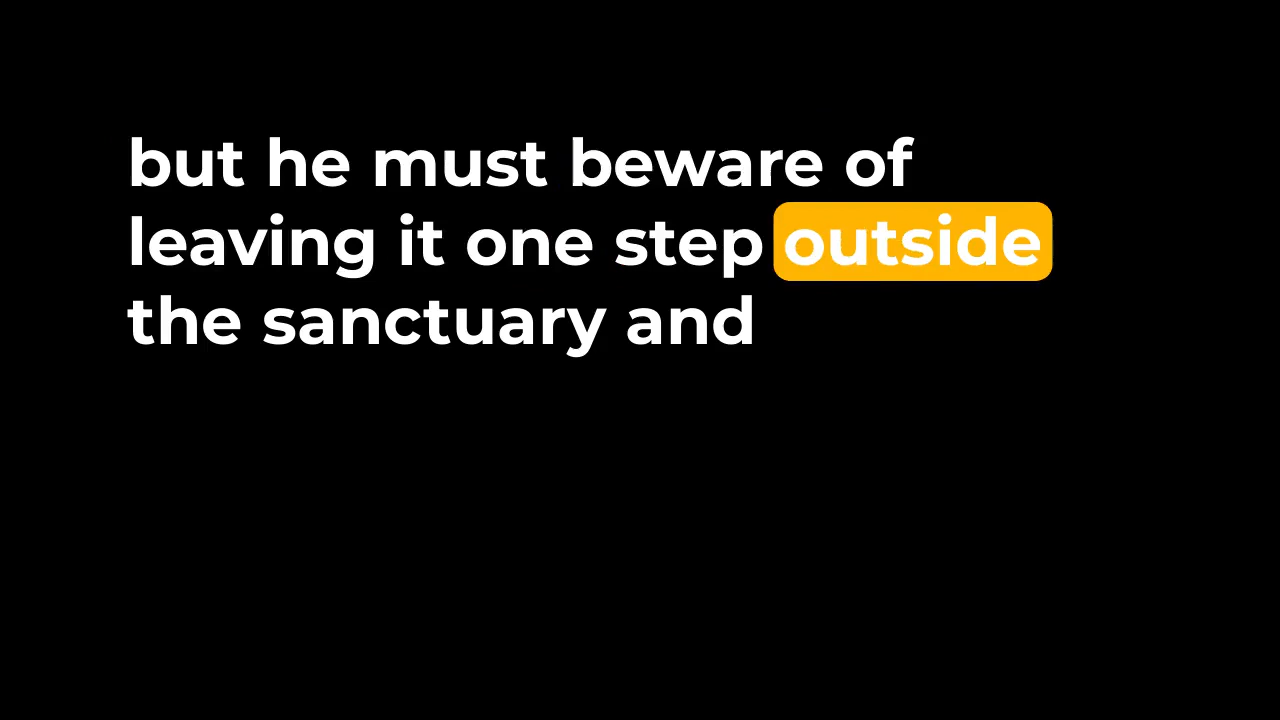 but he must beware of
leaving it one step outside
the sanctuary and